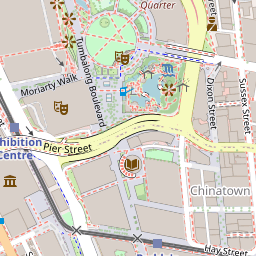 Quarter
Tumbalong Boulevard
Moriarty Walk
Dixon Street
Sussex Street
hibition
Centre
Pier Street
Chinatown
Hay Street